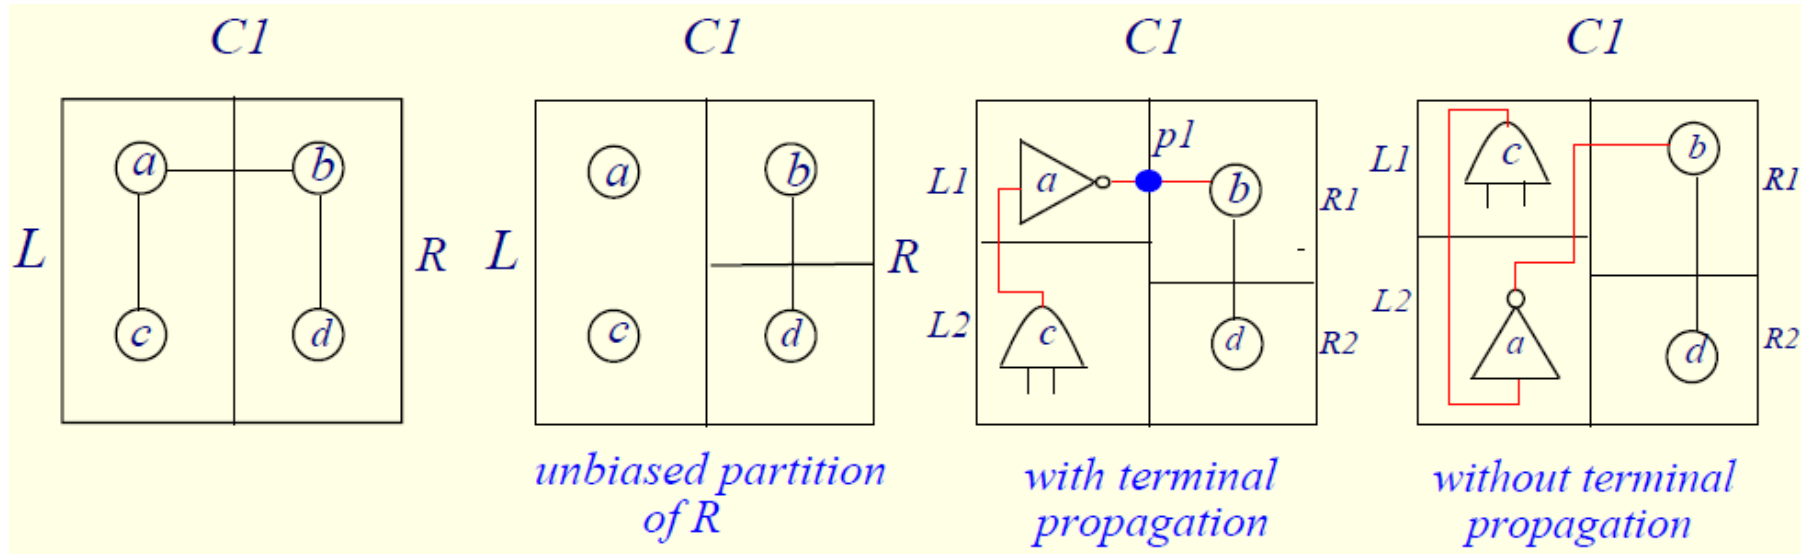 C1
L
a
b
c
d
R
C1
L
a
b
c
d
R
unbiased partition
of R
C1
p1
L1
a
b
R1
L2
c
d
R2
with terminal
propagation
C1
L1
c
b
R1
L2
a
d
R2
without terminal
propagation